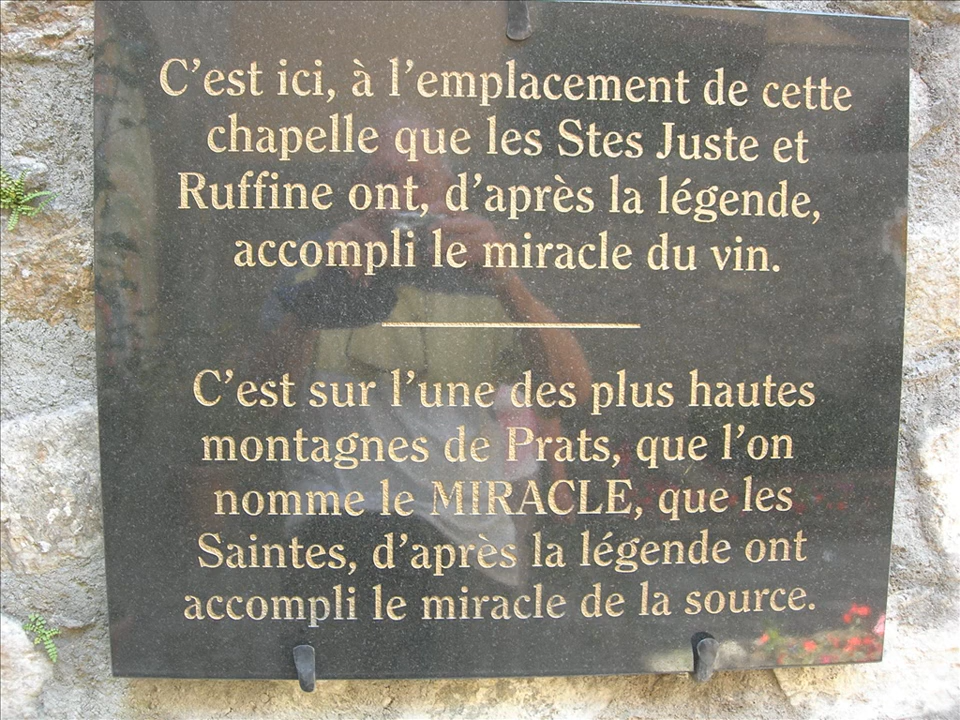 C'est ici, à l'emplacement de cette
chapelle que les Stes Juste et
Ruffine ont, d'après la légende,
accompli le miracle du vin.
C'est sur l'une des plus hautes
montagnes de Prats, que l'on
nomme le MIRACLE, que les
Saintes, d'après la légende ont
accompli le miracle de la source.